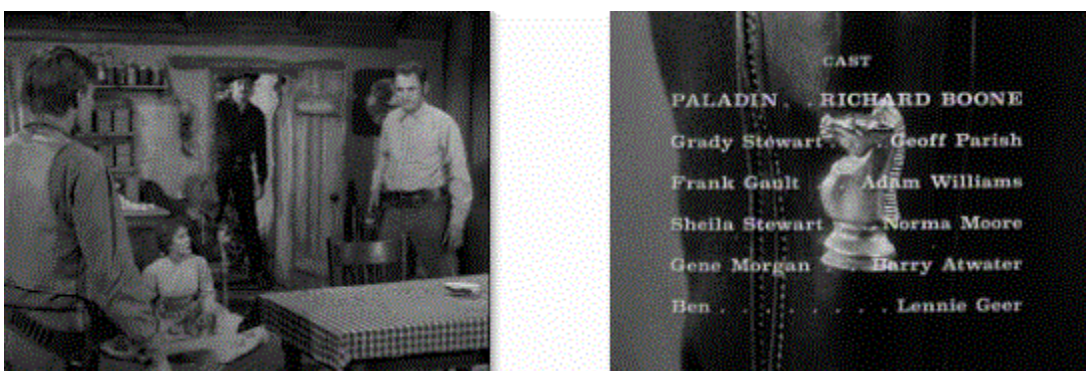 CAST
PALADIN . . RICHARD BOONE
Grady Stewart . . . Geoff Parish
Frank Gault . . Adam Williams
Sheila Stewart . . Norma Moore
Gene Morgan . . . Barry Atwater
Ben . . . . . . . . . Lennie Geer